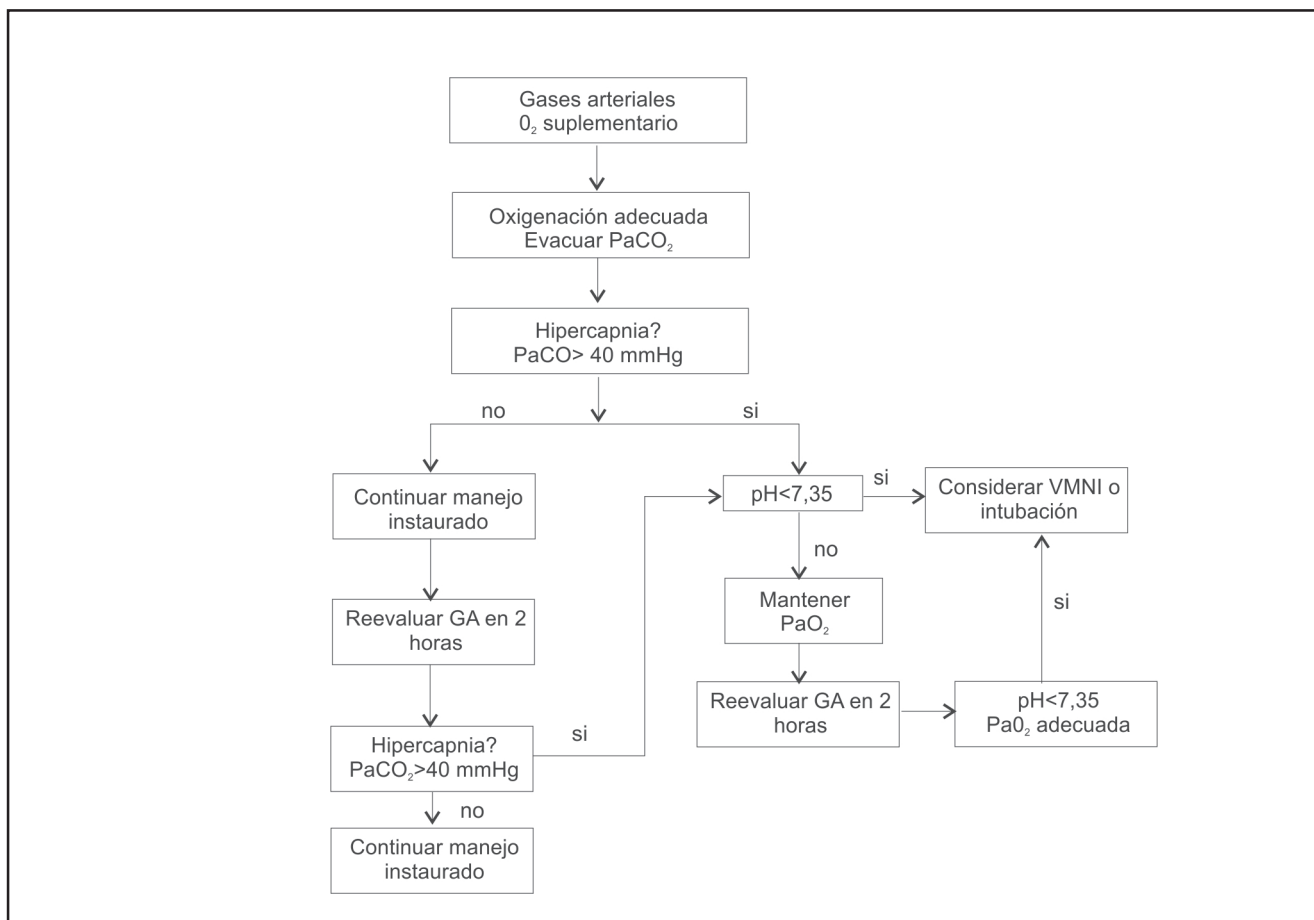 Gases arteriales
0₂ suplementario
Oxigenación adecuada
Evacuar PaCO₂
Hipercapnia?
PaCO> 40 mmHg
no
si
Continuar manejo
instaurado
Reevaluar GA en 2
horas
Hipercapnia?
PaCO₂>40 mmHg
si
no
Continuar manejo
instaurado
pH<7,35
si
Considerar VMNI o
intubación
no
Mantener
PaO₂
Reevaluar GA en 2
horas
pH<7,35
Pa0₂ adecuada
si